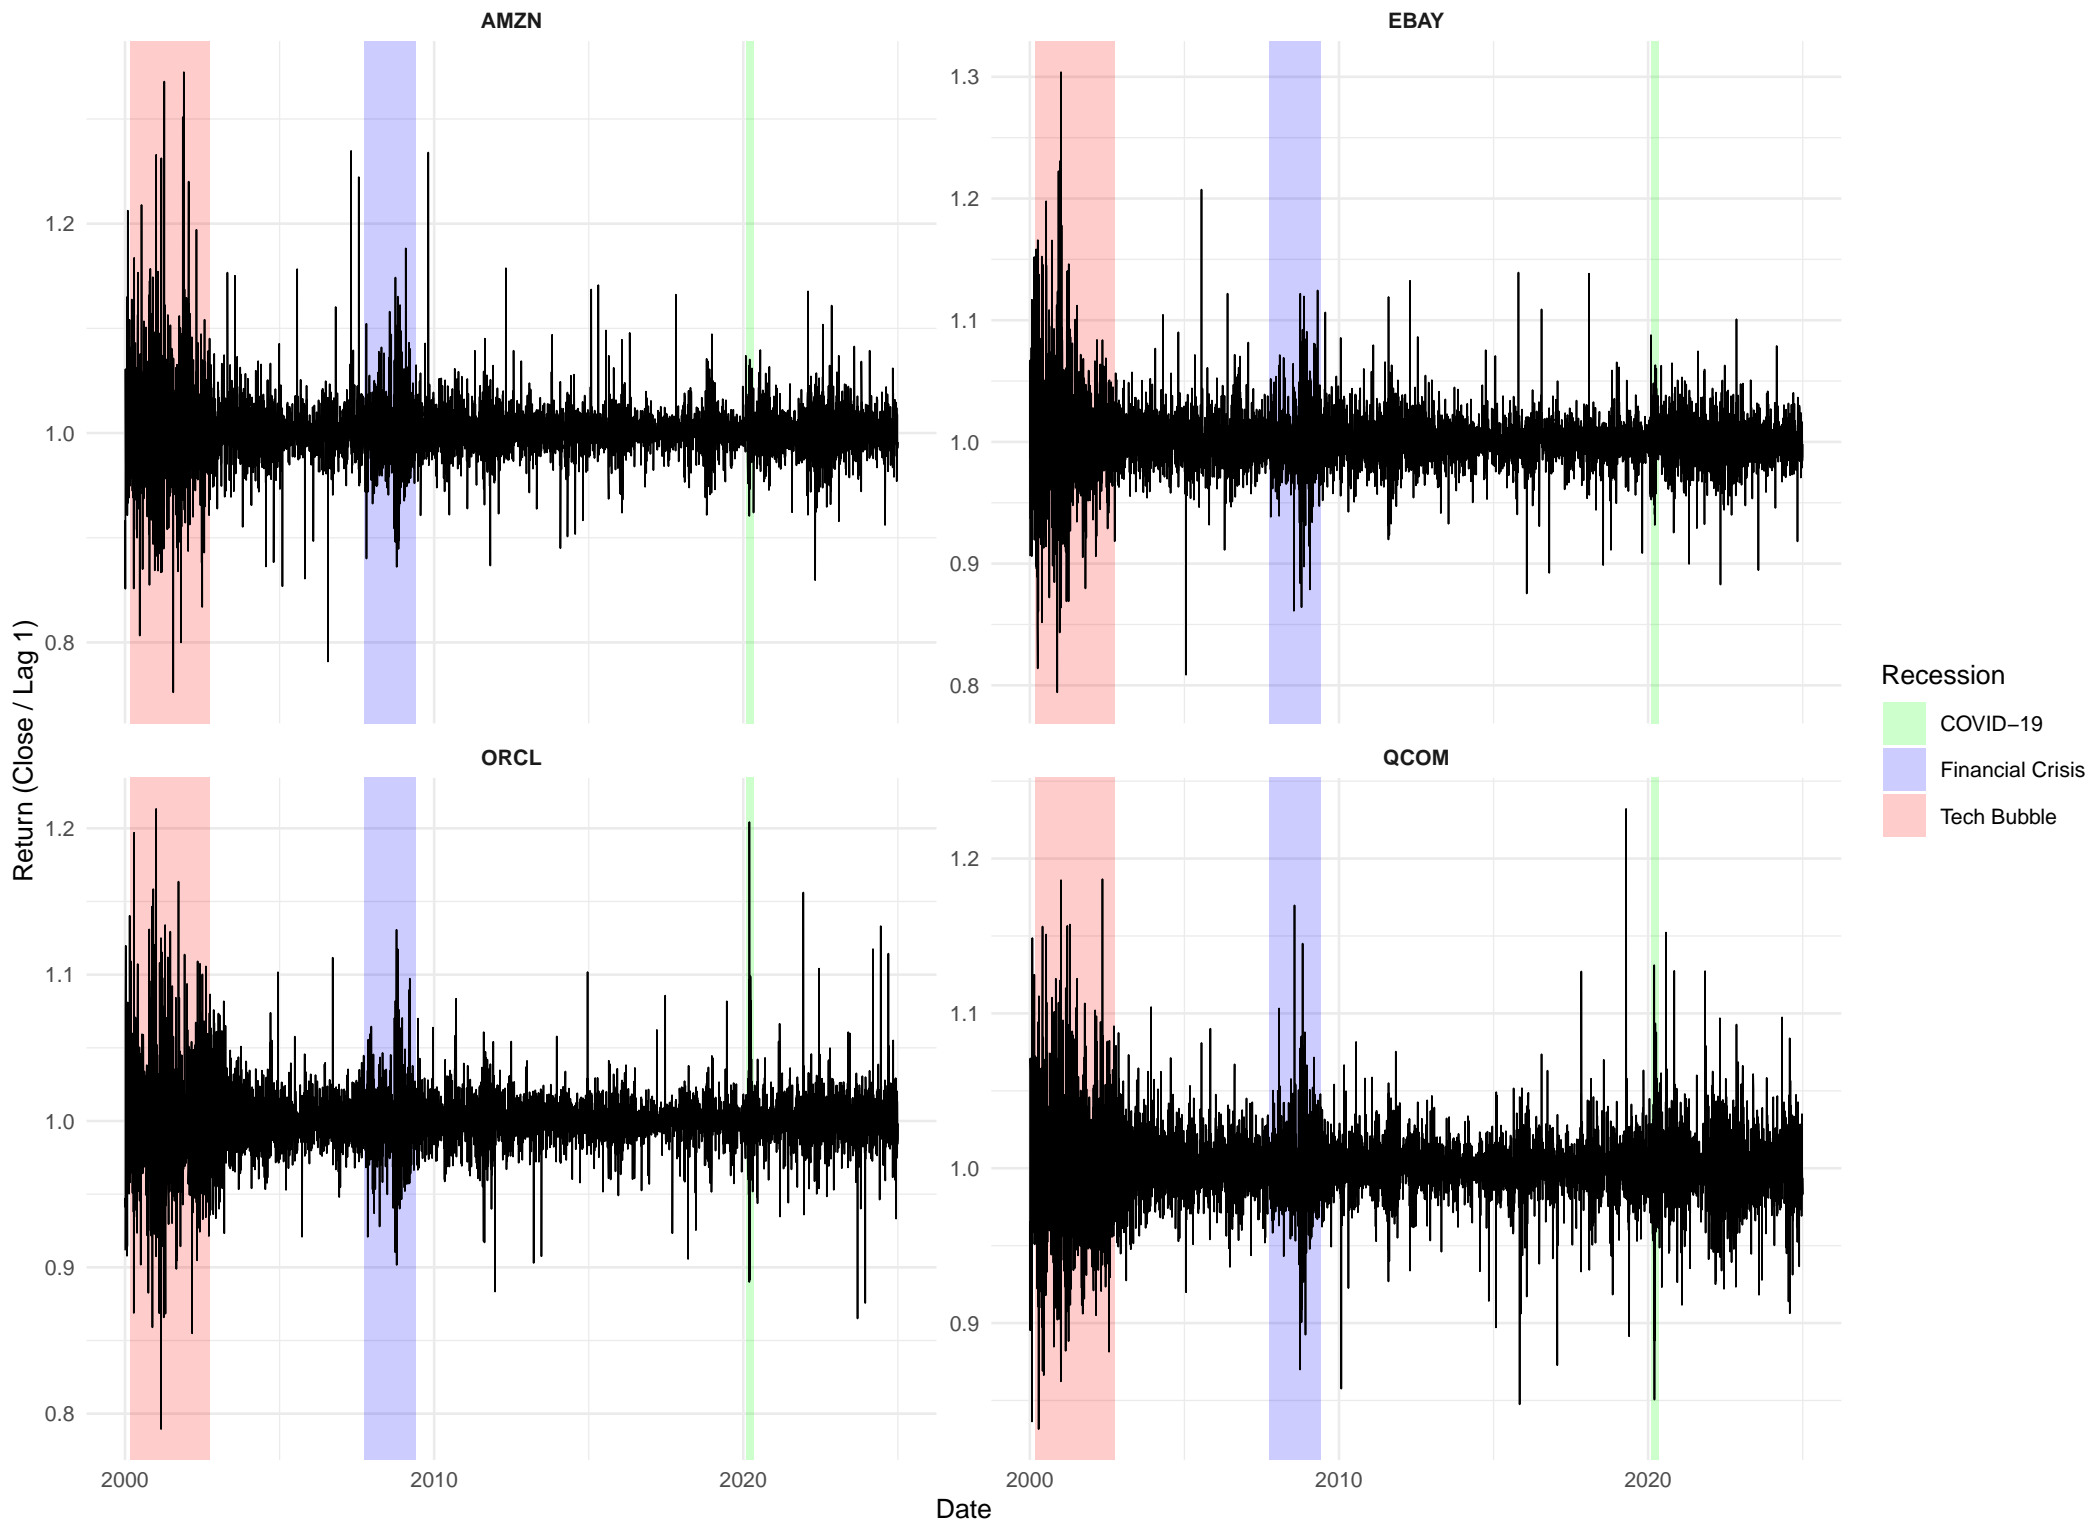 AMZN
EBAY
1.2
1.0
0.8
1.3
1.2
1.1
1.0
0.9
0.8
Return (Close / Lag 1)
ORCL
QCOM
1.2
1.1
1.0
0.9
0.8
1.2
1.1
1.0
0.9
2000
2010
2020
2000
2010
2020
Date
Recession
COVID−19
Financial Crisis
Tech Bubble